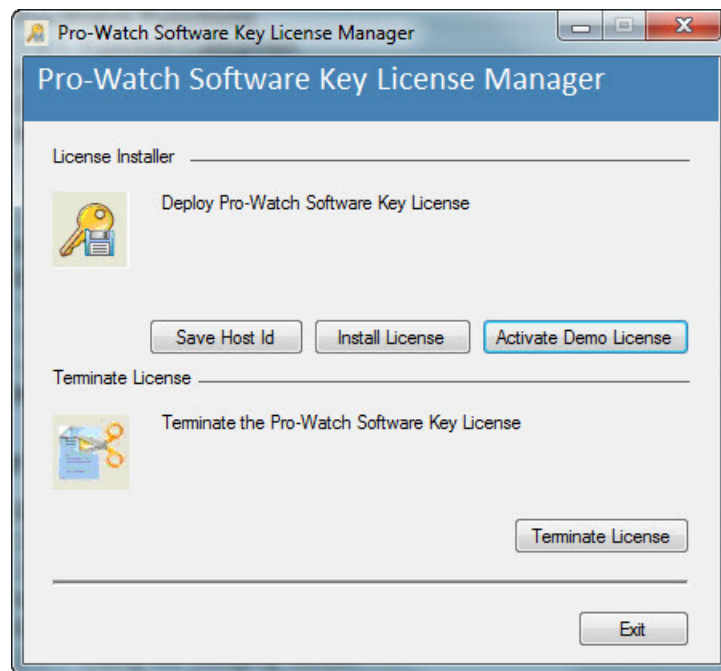 Pro-Watch Software Key License Manager
Pro-Watch Software Key License Manager
License Installer
Deploy Pro-Watch Software Key License
Save Host Id Install License Activate Demo License
Terminate License
Terminate the Pro-Watch Software Key License
Terminate License
Exit